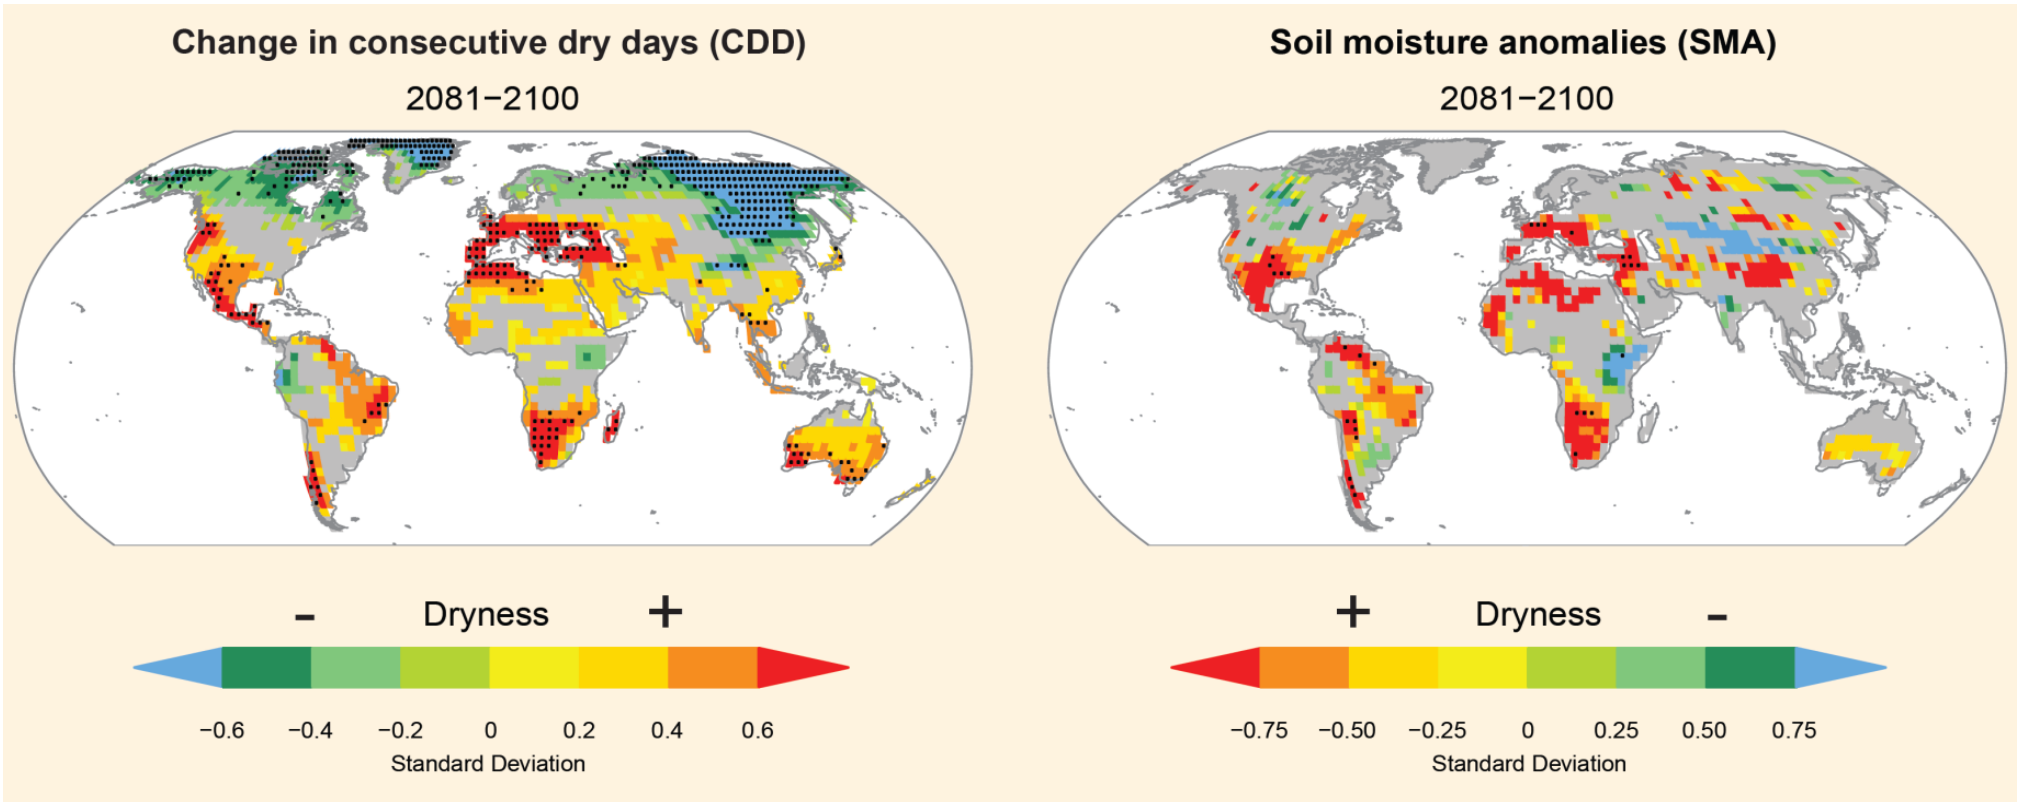 Change in consecutive dry days (CDD)
2081−2100
- Dryness +
−0.6 −0.4 −0.2 0 0.2 0.4 0.6
Standard Deviation
Soil moisture anomalies (SMA)
2081−2100
+ Dryness -
−0.75 −0.50 −0.25 0 0.25 0.50 0.75
Standard Deviation